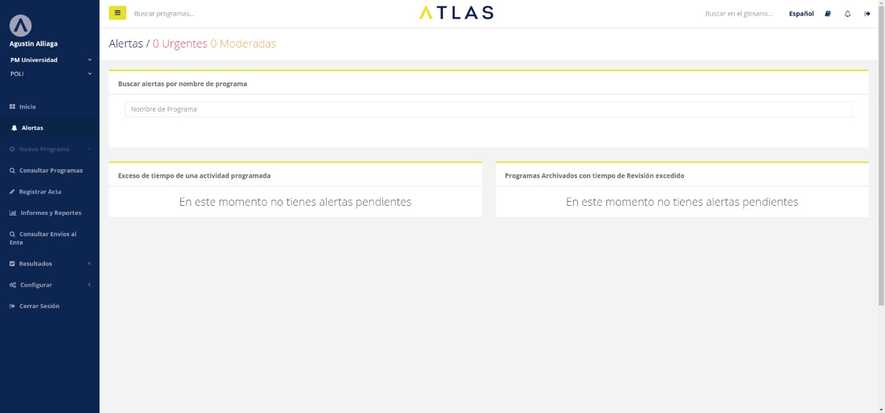 Buscar programas...
ATLAS
Buscar en el glosario...
Español
Agustin Alliaga
PM Universidad
POLI
Inicio
Alertas
Nuevo Programa
Consultar Programas
Registrar Acta
Informes y Reportes
Consultar Envíos al
Ente
Resultados
Configurar
Cerrar Sesión
Alertas / 0 Urgentes 0 Moderadas
Buscar alertas por nombre de programa
Nombre de Programa
Exceso de tiempo de una actividad programada
En este momento no tienes alertas pendientes
Programas Archivados con tiempo de Revisión excedido
En este momento no tienes alertas pendientes